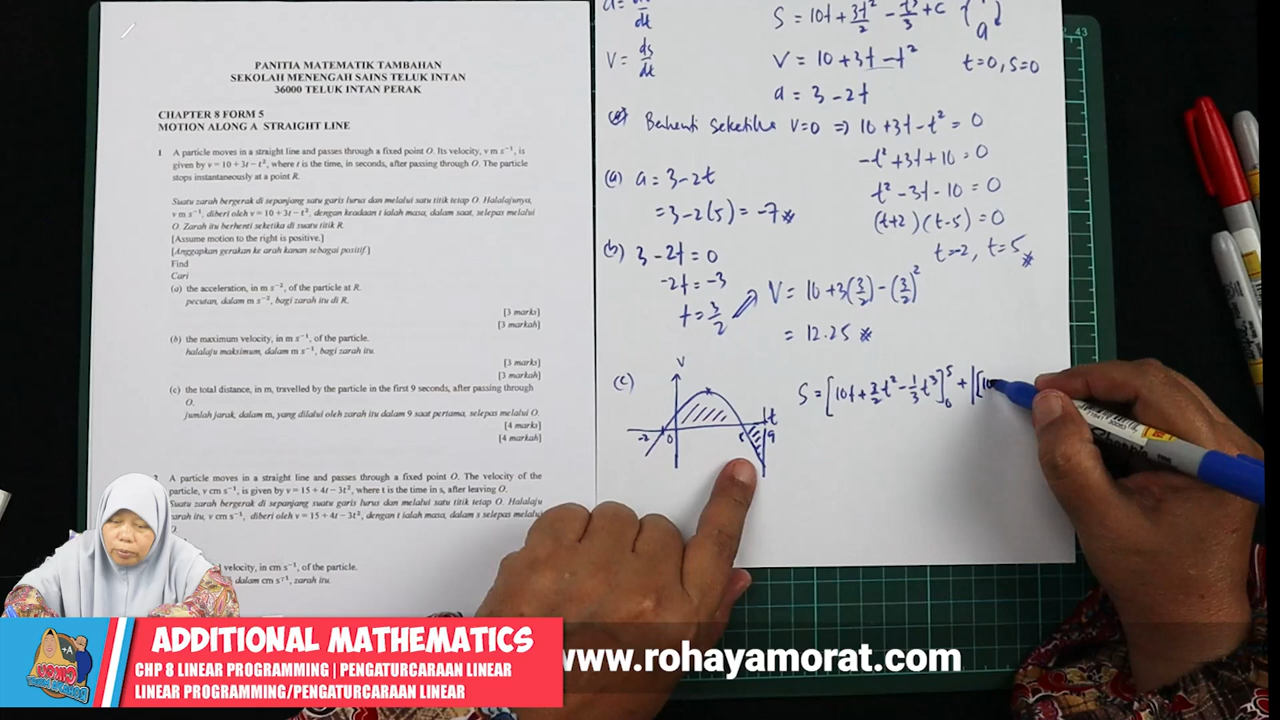 PANITIA MATEMATIK TAMBAHAN
SEKOLAH MENENGAH SAINS TELUK INTAN
36000 TELUK INTAN PERAK
CHAPTER 8 FORM 5
MOTION ALONG A STRAIGHT LINE
1 A particle moves in a straight line and passes through a fixed point O. Its velocity, v m s⁻¹, is
given by v = 10 + 3t − t², where t is the time, in seconds, after passing through O. The particle
stops instantaneously at a point R.
Suatu zarah bergerak di sepanjang satu garis lurus dan melalui satu titik tetap O. Halalajunya,
v m s⁻¹, diberi oleh v = 10 + 3t − t², dengan keadaan t ialah masa, dalam saat, selepas melalui
O. Zarah itu berhenti seketika di suatu titik R.
[Assume motion to the right is positive.]
[Anggapkan gerakan ke arah kanan sebagai positif.]
Find
Cari
(a) the acceleration, in m s⁻², of the particle at R.
pecutan, dalam m s⁻², bagi zarah itu di R.
[3 marks]
[3 markah]
(b) the maximum velocity, in m s⁻¹, of the particle.
halaju maksimum, dalam m s⁻¹, bagi zarah itu.
[3 marks]
[3 markah]
(c) the total distance, in m, travelled by the particle in the first 9 seconds, after passing through
O.
jumlah jarak, dalam m, yang dilalui oleh zarah itu dalam 9 saat pertama, selepas melalui O.
[4 marks]
[4 markah]
A particle moves in a straight line and passes through a fixed point O. The velocity of the
particle, v cm s⁻¹, is given by v = 15 + 4t − 3t², where t is the time in s, after leaving O.
Suatu zarah bergerak di sepanjang suatu garis lurus dan melalui satu titik tetap O. Halalaju
zarah itu, v cm s⁻¹, diberi oleh v = 15 + 4t − 3t², dengan t ialah masa, dalam s selepas melalui
velocity, in cm s⁻¹, of the particle.
dalam cm s⁻¹, zarah itu.
dt
S = 10t + 3t²/2 − t³/3 + c
V = ds/dt
V = 10 + 3t − t²
t=0, s=0
a = 3 − 2t
Berhenti Seketika V=0 ⇒ 10 + 3t − t² = 0
−t² + 3t + 10 = 0
(a) a = 3 − 2t
t² − 3t − 10 = 0
= 3 − 2(5) = −7
(t+2)(t−5) = 0
t=−2, t=5
(b) 3 − 2t = 0
−2t = −3
t = 3/2
V = 10 + 3(3/2) − (3/2)²
= 12.25
(c)
V
t
-2 0 5 9
S = [10t + 3/2 t² − 1/3 t³]₀⁵ + |[10
43
ADDITIONAL MATHEMATICS
CHP 8 LINEAR PROGRAMMING | PENGATURCARAAN LINEAR
LINEAR PROGRAMMING/PENGATURCARAAN LINEAR
www.rohayamorat.com